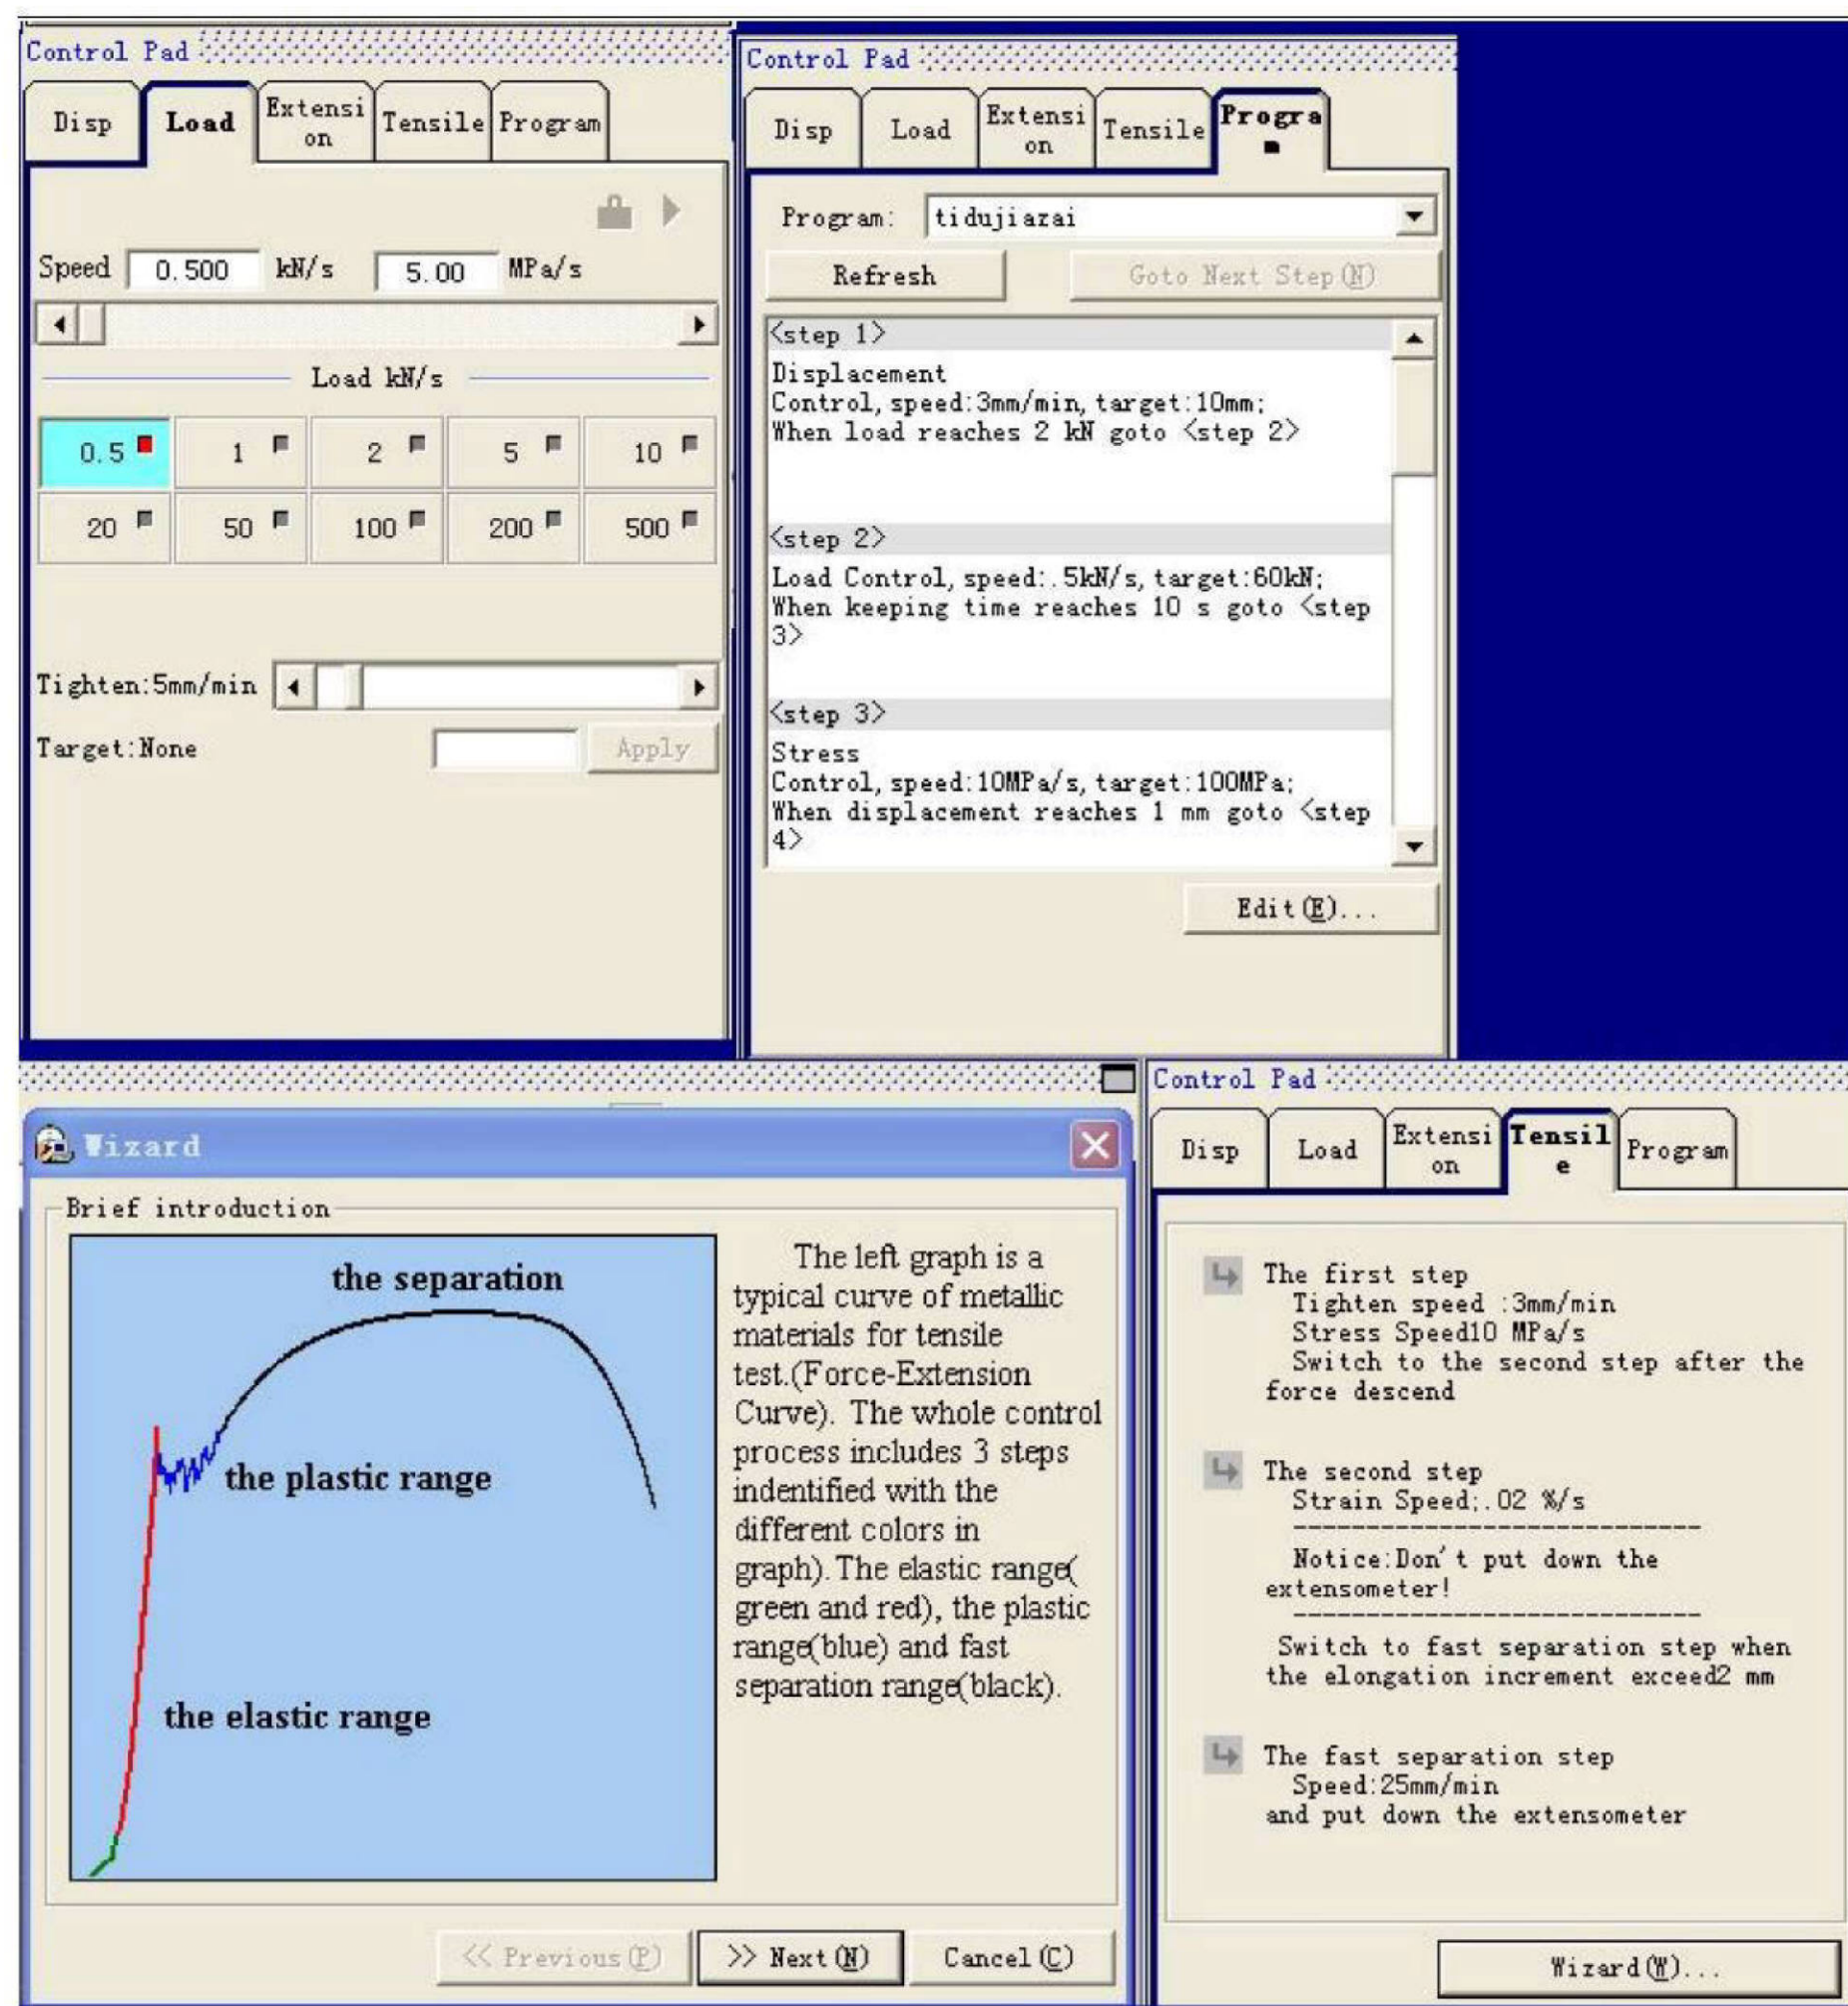 Control Pad
Disp
Load
Extensi
on
Tensile
Program
Speed 0.500 kN/s 5.00 MPa/s
Load kN/s
0.5 1 2 5 10
20 50 100 200 500
Tighten:5mm/min
Target:None
Apply
Control Pad
Disp
Load
Extensi
on
Tensile
Progra
m
Program: tidujiazai
Refresh
Goto Next Step(N)
<step 1>
Displacement
Control, speed:3mm/min, target:10mm;
When load reaches 2 kN goto <step 2>
<step 2>
Load Control, speed:.5kN/s, target:60kN;
When keeping time reaches 10 s goto <step
3>
<step 3>
Stress
Control, speed:10MPa/s, target:100MPa;
When displacement reaches 1 mm goto <step
4>
Edit(E)...
Wizard
Brief introduction
the separation
the plastic range
the elastic range
The left graph is a
typical curve of metallic
materials for tensile
test.(Force-Extension
Curve). The whole control
process includes 3 steps
indentified with the
different colors in
graph).The elastic range(
green and red), the plastic
range(blue) and fast
separation range(black).
<< Previous(P)
>> Next(N)
Cancel(C)
Control Pad
Disp
Load
Extensi
on
Tensil
e
Program
The first step
Tighten speed :3mm/min
Stress Speed10 MPa/s
Switch to the second step after the
force descend
The second step
Strain Speed:.02 %/s
----------------------------
Notice:Don't put down the
extensometer!
----------------------------
Switch to fast separation step when
the elongation increment exceed2 mm
The fast separation step
Speed:25mm/min
and put down the extensometer
Wizard(W)...